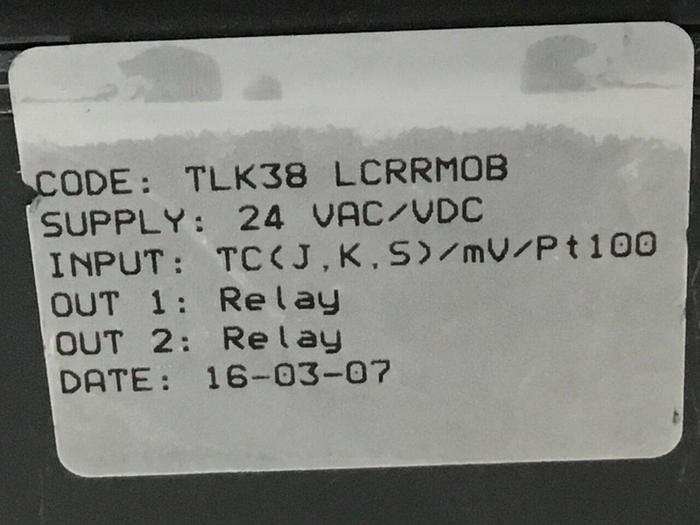 CODE: TLK38 LCRRMOB
SUPPLY: 24 VAC/VDC
INPUT: TC(J,K,S)/mV/Pt100
OUT 1: Relay
OUT 2: Relay
DATE: 16-03-07